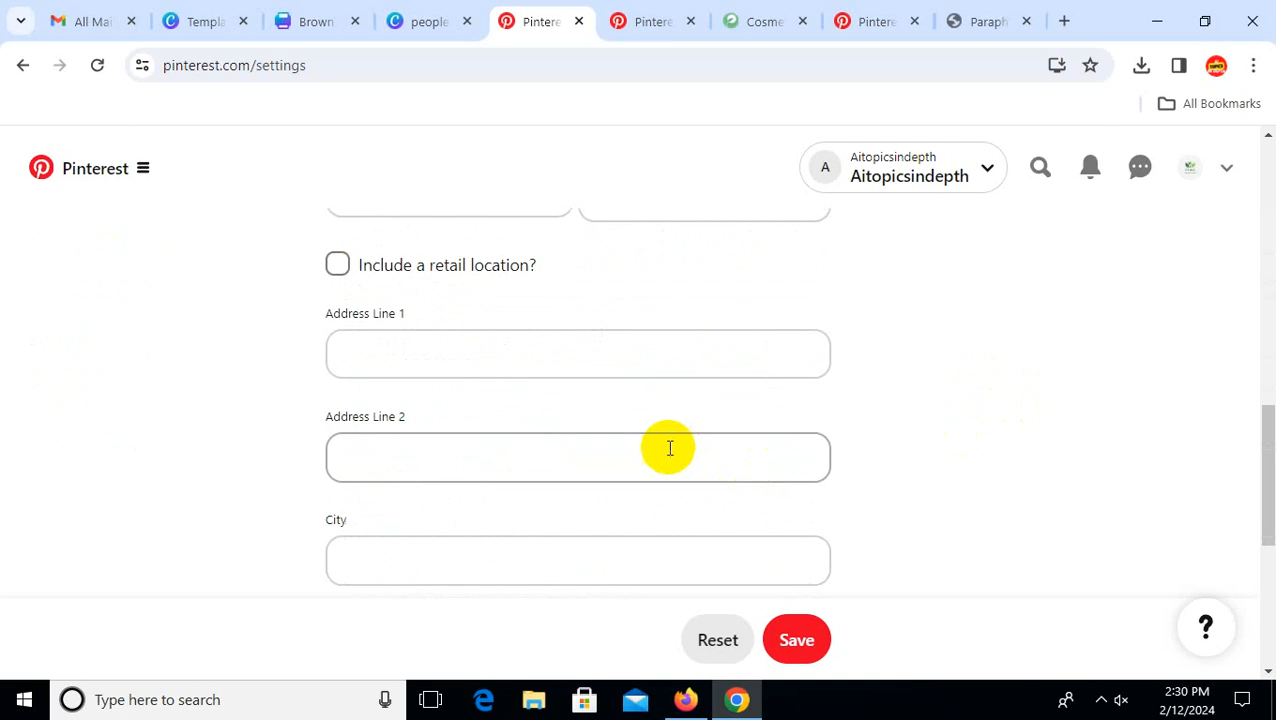 All Mai
Templa
Brown
people
Pintere
Pintere
Cosme
Pintere
Paraph
pinterest.com/settings
All Bookmarks
Pinterest
A
Aitopicsindepth
Aitopicsindepth
Include a retail location?
Address Line 1
Address Line 2
City
Reset
Save
?
Type here to search
2:30 PM
2/12/2024